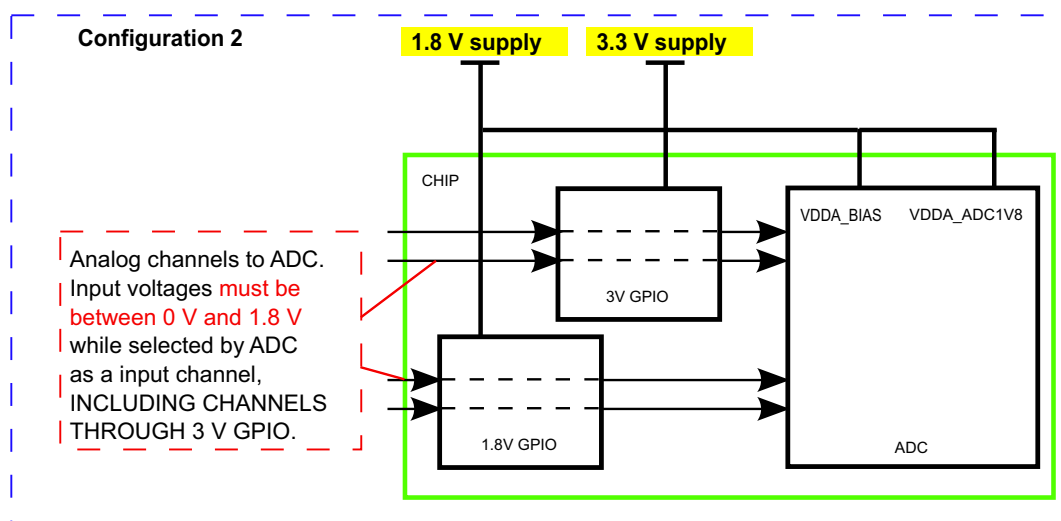 Configuration 2
1.8 V supply
3.3 V supply
CHIP
VDDA_BIAS
VDDA_ADC1V8
3V GPIO
Analog channels to ADC.
Input voltages must be
between 0 V and 1.8 V
while selected by ADC
as a input channel,
INCLUDING CHANNELS
THROUGH 3 V GPIO.
1.8V GPIO
ADC